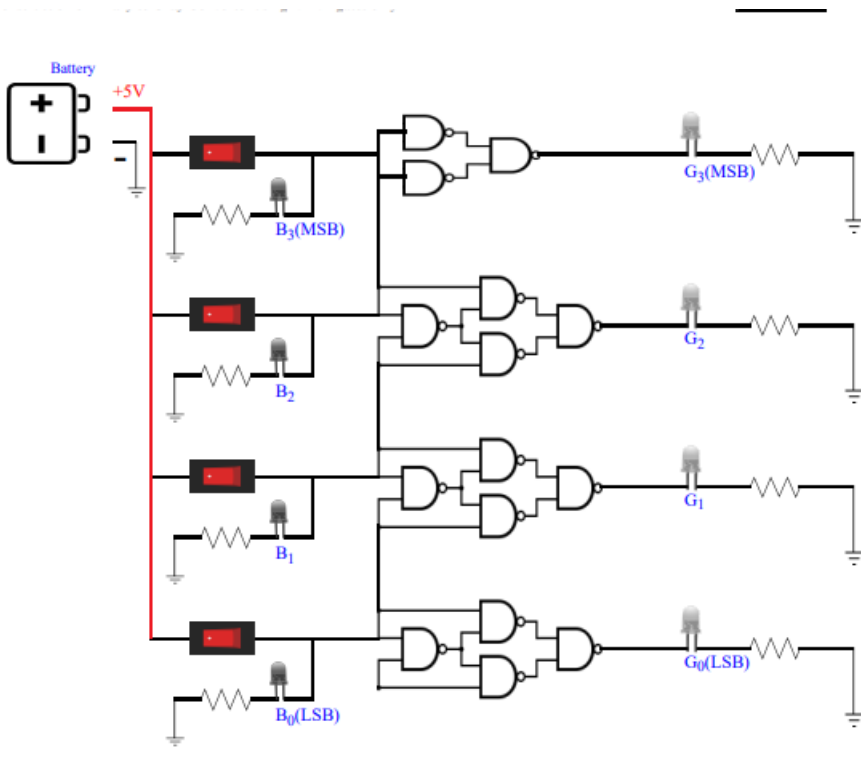 Battery
+5V
+
-
-
G3(MSB)
B3(MSB)
G2
B2
G1
B1
G0(LSB)
B0(LSB)